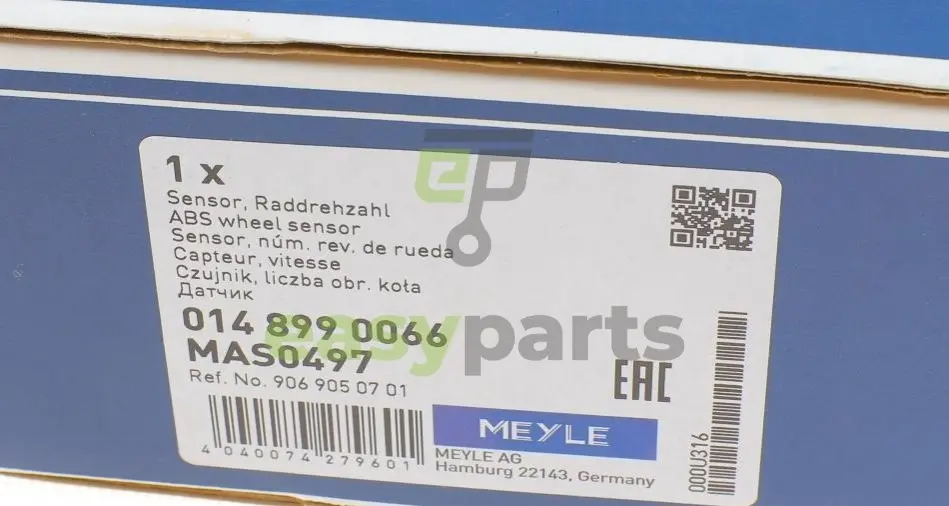 1 x
Sensor, Raddrehzahl
ABS wheel sensor
Sensor, núm. rev. de rueda
Capteur, vitesse
Czujnik, liczba obr. koła
Датчик
014 899 0066
MAS0497
Ref. No. 906 905 07 01
4 040074 279601
MEYLE
MEYLE AG
Hamburg 22143, Germany
EAC
000U316
ep
easyparts